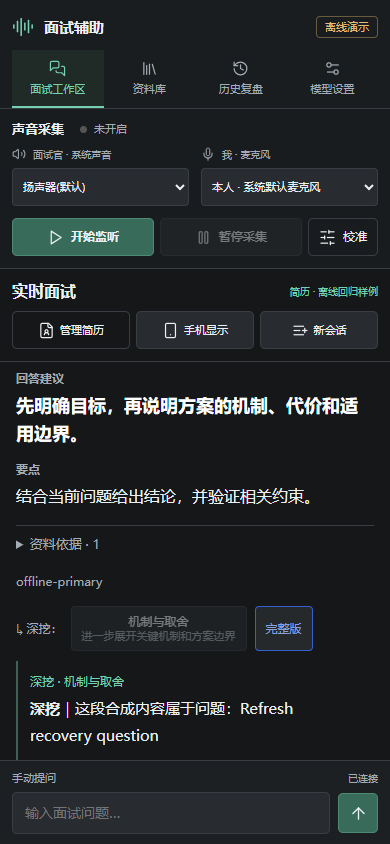 面试辅助
离线演示
面试工作区
资料库
历史复盘
模型设置
声音采集
未开启
面试官 · 系统声音
我 · 麦克风
扬声器(默认)
本人 · 系统默认麦克风
开始监听
暂停采集
校准
实时面试
简历 · 离线回归样例
管理简历
手机显示
新会话
回答建议
先明确目标，再说明方案的机制、代价和适
用边界。
要点
结合当前问题给出结论，并验证相关约束。
▶ 资料依据 · 1
offline-primary
↳ 深挖：
机制与取舍
进一步展开关键机制和方案边界
完整版
深挖 · 机制与取舍
深挖｜这段合成内容属于问题：Refresh
recovery question
手动提问
已连接
输入面试问题...